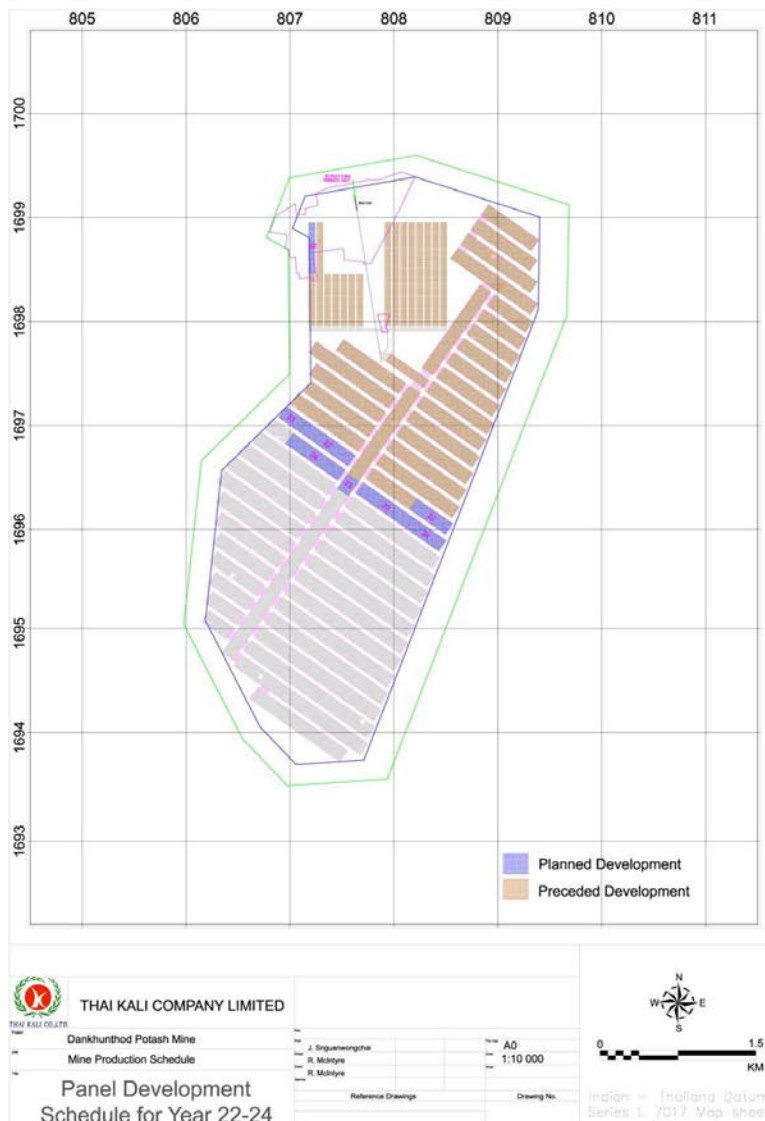 805 806 807 808 809 810 811
1700
1699
1698
1697
1696
1695
1694
1693
Planned Development
Preceded Development
THAI KALI COMPANY LIMITED
THAI KALI CO.,LTD.
Dankhunthod Potash Mine
Mine Production Schedule
Panel Development
Schedule for Year 22-24
J. Snguanwongchai
R. McIntyre
R. McIntyre
Reference Drawings
A0
1:10 000
Drawing No.
N
W E
S
0 1.5
KM
Indian - Thailand Datum
Series L 7017 Map shee